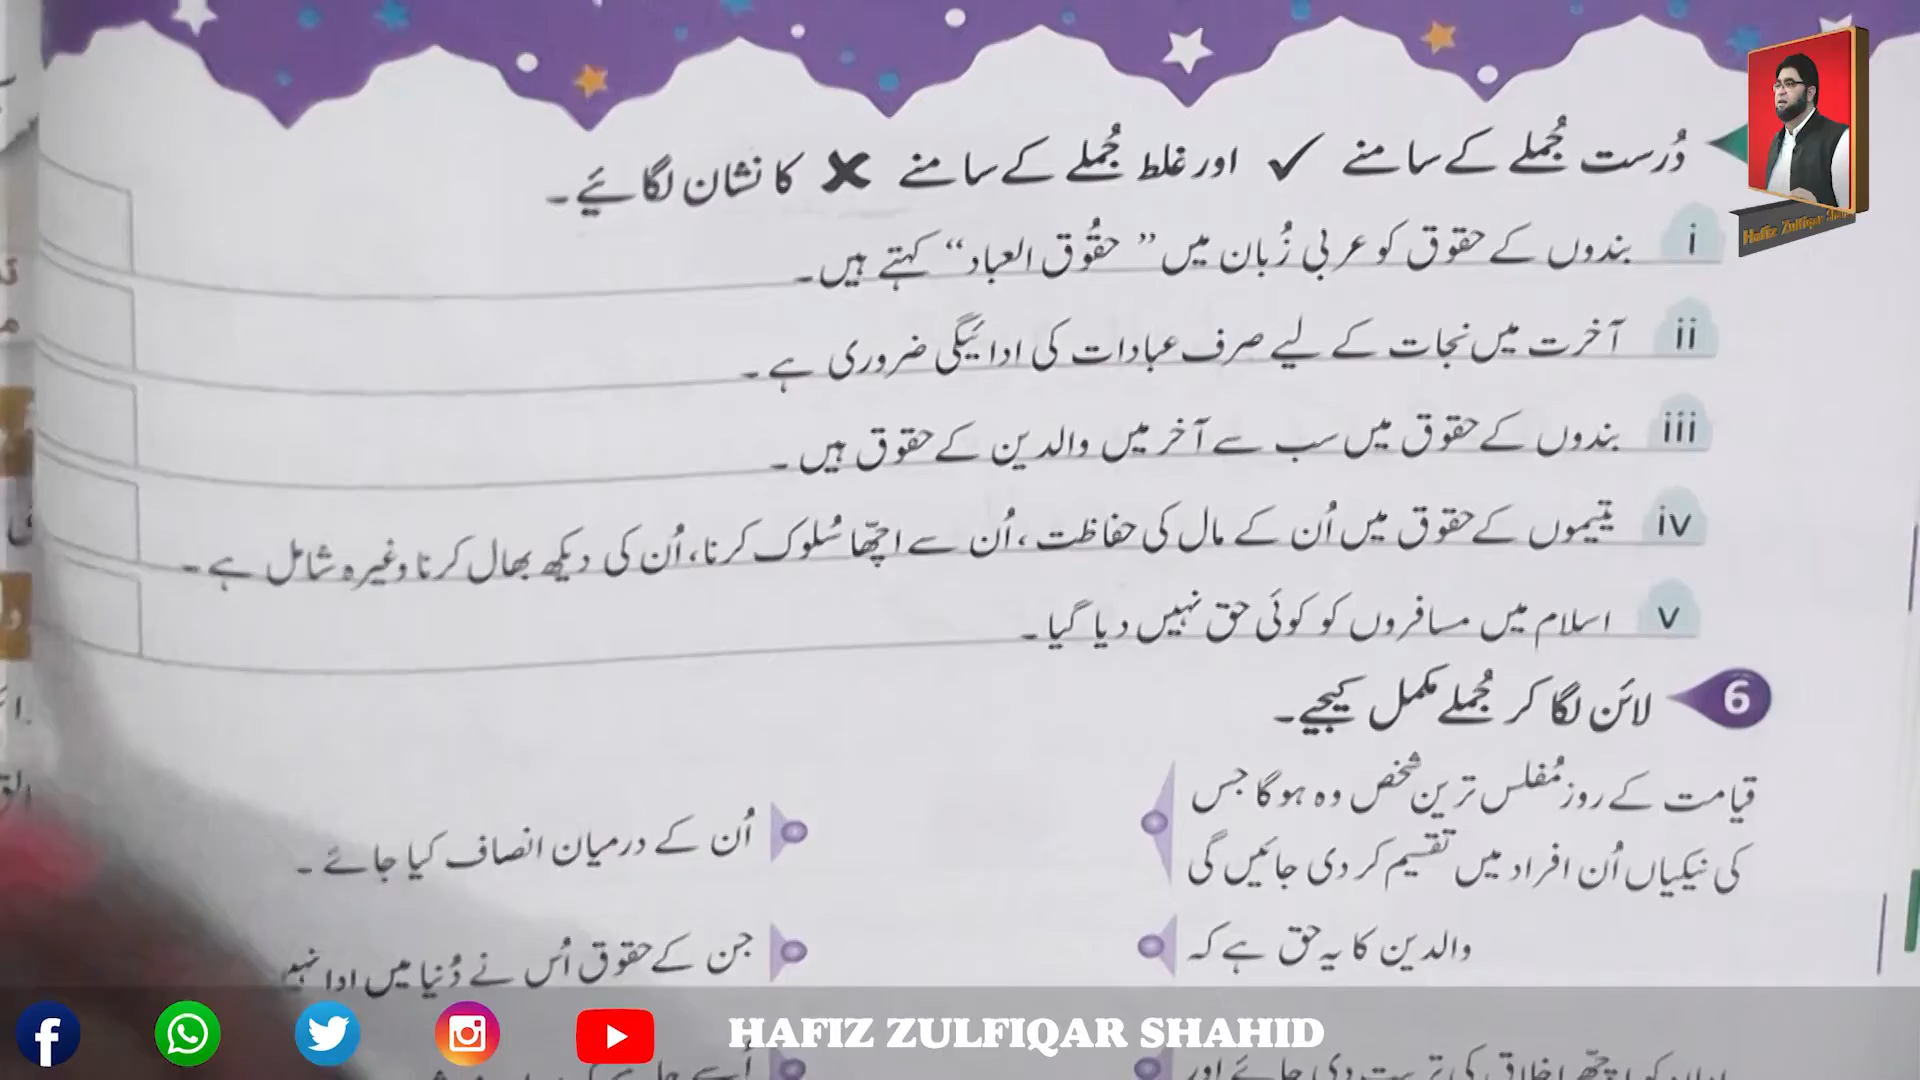 دُرست جُملے کے سامنے ✓ اور غلط جُملے کے سامنے ✗ کا نشان لگائیے۔
i بندوں کے حقوق کو عربی زُبان میں ”حقُوق العباد“ کہتے ہیں۔
ii آخرت میں نجات کے لیے صرف عبادات کی ادائیگی ضروری ہے۔
iii بندوں کے حقوق میں سب سے آخر میں والدین کے حقوق ہیں۔
iv یتیموں کے حقوق میں اُن کے مال کی حفاظت، اُن سے اچّھا سُلوک کرنا، اُن کی دیکھ بھال کرنا وغیرہ شامل ہے۔
v اسلام میں مسافروں کو کوئی حق نہیں دیا گیا۔
6 لائن لگا کر جُملے مکمل کیجیے۔
قیامت کے روز مُفلس ترین شخص وہ ہوگا جس
کی نیکیاں اُن افراد میں تقسیم کر دی جائیں گی
اُن کے درمیان انصاف کیا جائے۔
والدین کا یہ حق ہے کہ
جن کے حقوق اُس نے دُنیا میں ادا نہیں
HAFIZ ZULFIQAR SHAHID